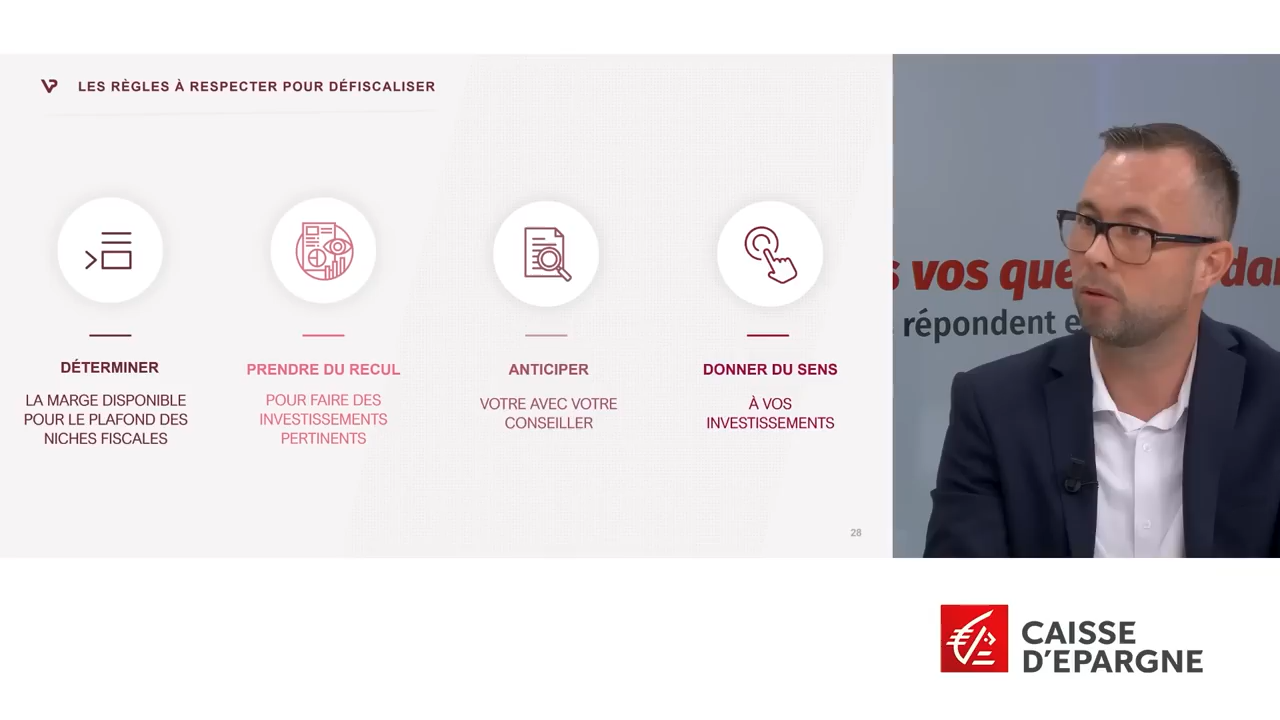 LES RÈGLES À RESPECTER POUR DÉFISCALISER
DÉTERMINER
LA MARGE DISPONIBLE
POUR LE PLAFOND DES
NICHES FISCALES
PRENDRE DU RECUL
POUR FAIRE DES
INVESTISSEMENTS
PERTINENTS
ANTICIPER
VOTRE AVEC VOTRE
CONSEILLER
DONNER DU SENS
À VOS
INVESTISSEMENTS
28
vos
répondent
CAISSE
D'EPARGNE